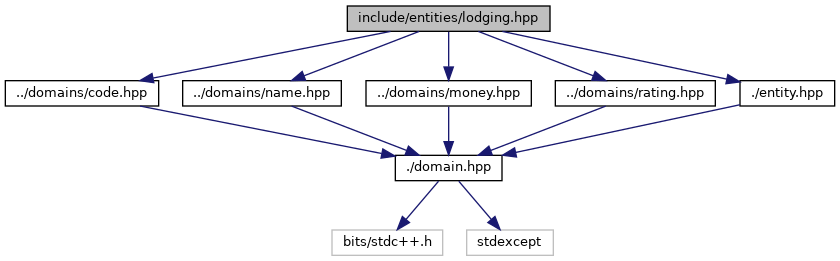 include/entities/lodging.hpp
../domains/code.hpp
../domains/name.hpp
../domains/money.hpp
../domains/rating.hpp
./entity.hpp
./domain.hpp
bits/stdc++.h
stdexcept